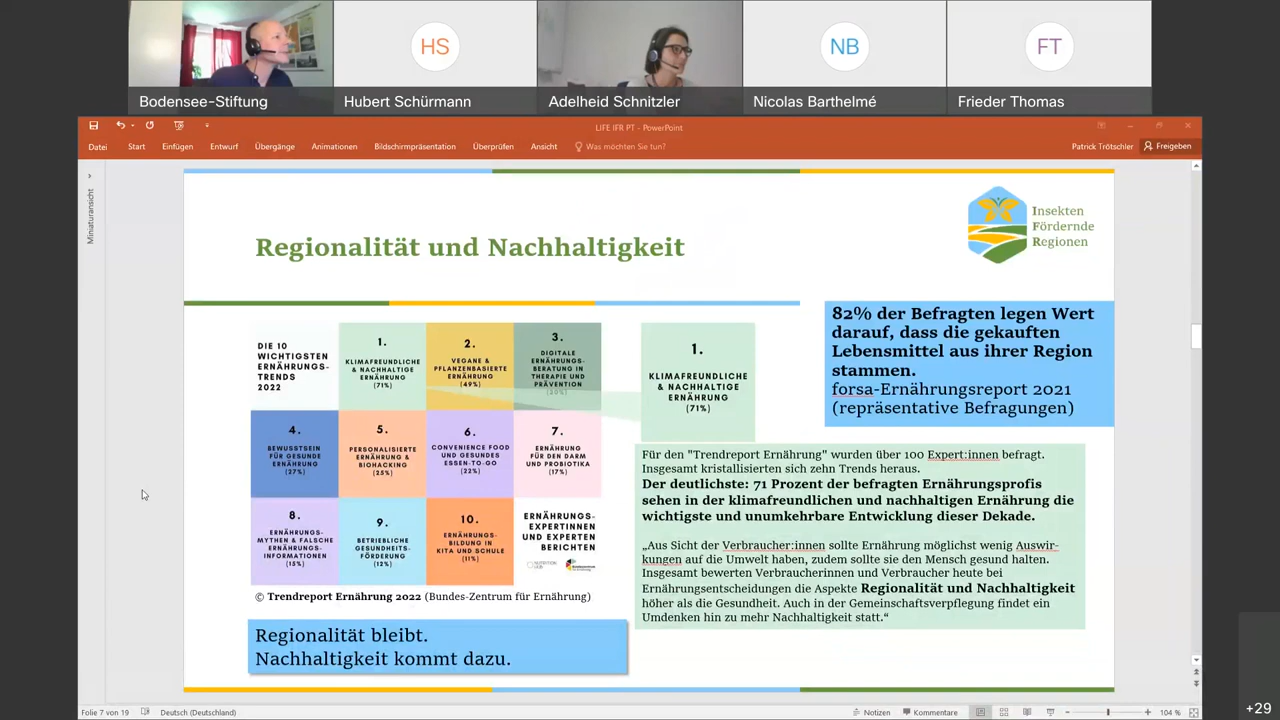 HS
NB
FT
Bodensee-Stiftung
Hubert Schürmann
Adelheid Schnitzler
Nicolas Barthelmé
Frieder Thomas
LIFE IFR PT - PowerPoint
Datei
Start
Einfügen
Entwurf
Übergänge
Animationen
Bildschirmpräsentation
Überprüfen
Ansicht
Was möchten Sie tun?
Patrick Trötschler
Freigeben
Miniaturansicht
Insekten
Fördernde
Regionen
Regionalität und Nachhaltigkeit
DIE 10
WICHTIGSTEN
ERNÄHRUNGS-
TRENDS
2022
1.
KLIMAFREUNDLICHE
& NACHHALTIGE
ERNÄHRUNG
(71%)
2.
VEGANE &
PFLANZENBASIERTE
ERNÄHRUNG
(49%)
3.
DIGITALE
ERNÄHRUNGS-
BERATUNG IN
THERAPIE UND
PRÄVENTION
4.
BEWUSSTSEIN
FÜR GESUNDE
ERNÄHRUNG
(27%)
5.
PERSONALISIERTE
ERNÄHRUNG &
BIOHACKING
(25%)
6.
CONVENIENCE FOOD
UND GESUNDES
ESSEN-TO-GO
(22%)
7.
ERNÄHRUNG
FÜR DEN DARM
UND PROBIOTIKA
(17%)
8.
ERNÄHRUNGS-
MYTHEN & FALSCHE
ERNÄHRUNGS-
INFORMATIONEN
(15%)
9.
BETRIEBLICHE
GESUNDHEITS-
FÖRDERUNG
(12%)
10.
ERNÄHRUNGS-
BILDUNG IN
KITA UND SCHULE
(11%)
ERNÄHRUNGS-
EXPERTINNEN
UND EXPERTEN
BERICHTEN
© Trendreport Ernährung 2022 (Bundes-Zentrum für Ernährung)
Regionalität bleibt.
Nachhaltigkeit kommt dazu.
1.
KLIMAFREUNDLICHE
& NACHALTIGE
ERNÄHRUNG
(71%)
82% der Befragten legen Wert
darauf, dass die gekauften
Lebensmittel aus ihrer Region
stammen.
forsa-Ernährungsreport 2021
(repräsentative Befragungen)
Für den "Trendreport Ernährung" wurden über 100 Expert:innen befragt.
Insgesamt kristallisierten sich zehn Trends heraus.
Der deutlichste: 71 Prozent der befragten Ernährungsprofis
sehen in der klimafreundlichen und nachhaltigen Ernährung die
wichtigste und unumkehrbare Entwicklung dieser Dekade.
„Aus Sicht der Verbraucher:innen sollte Ernährung möglichst wenig Auswir-
kungen auf die Umwelt haben, zudem sollte sie den Mensch gesund halten.
Insgesamt bewerten Verbraucherinnen und Verbraucher heute bei
Ernährungsentscheidungen die Aspekte Regionalität und Nachhaltigkeit
höher als die Gesundheit. Auch in der Gemeinschaftsverpflegung findet ein
Umdenken hin zu mehr Nachhaltigkeit statt.“
Folie 7 von 19
Deutsch (Deutschland)
Notizen
Kommentare
104 %
+29